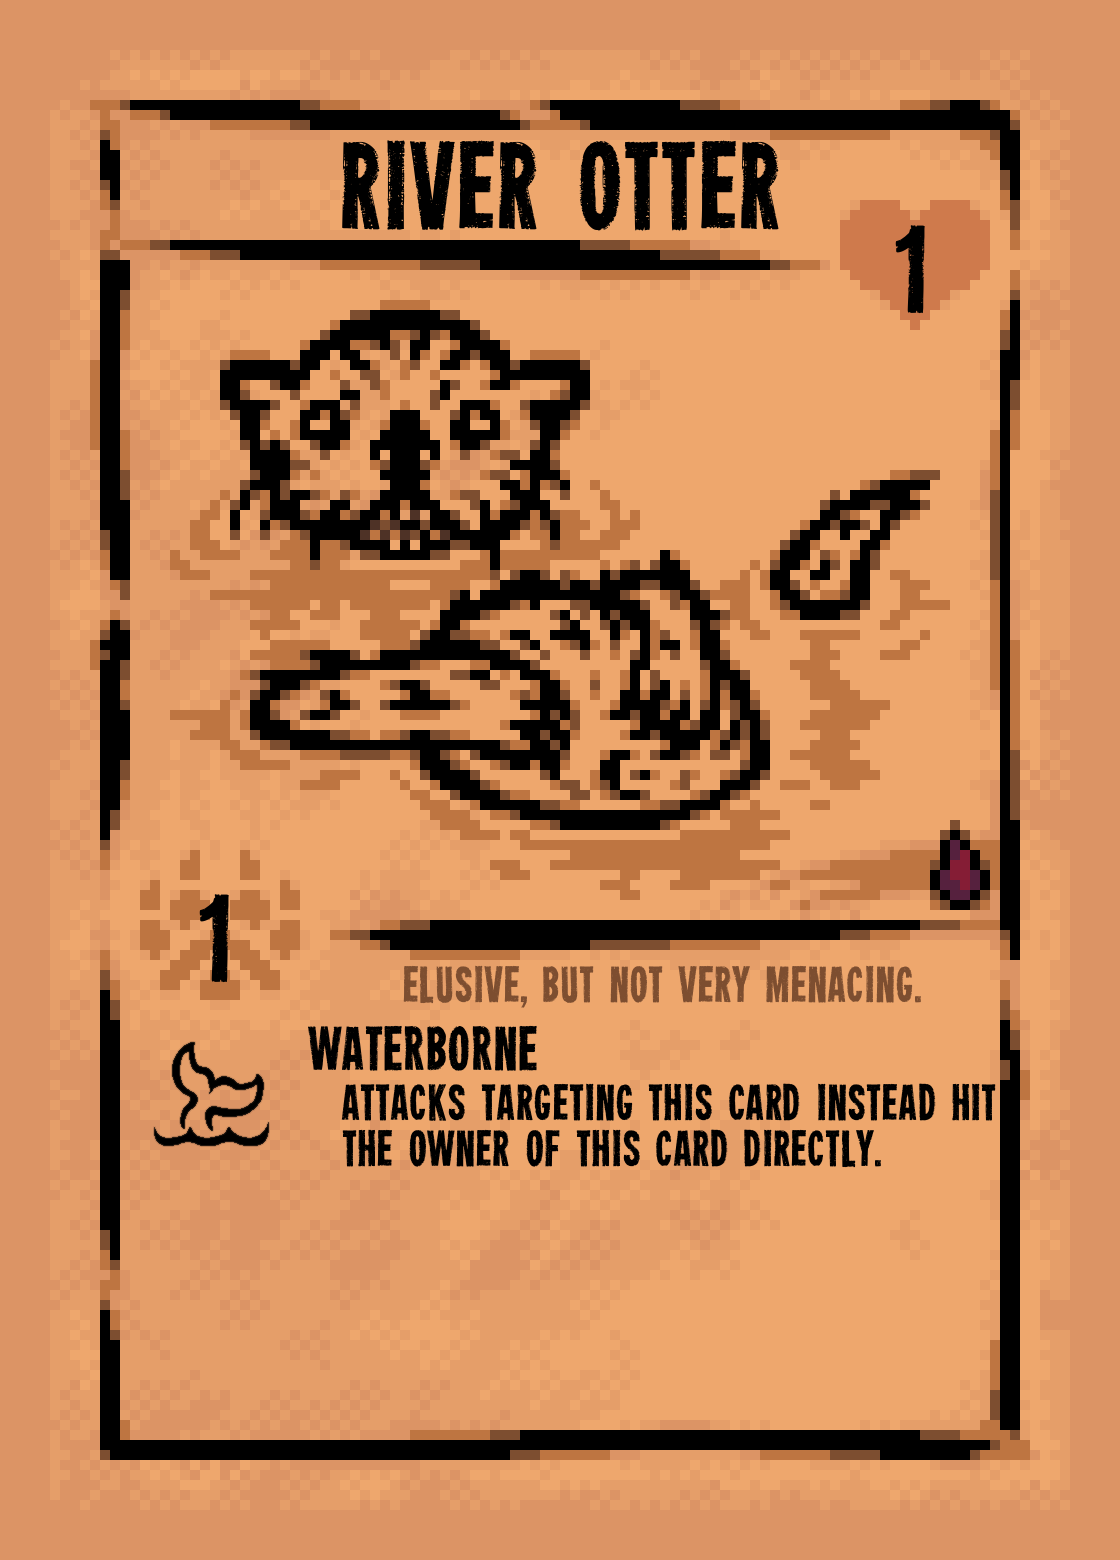 RIVER OTTER
1
1
ELUSIVE, BUT NOT VERY MENACING.
WATERBORNE
ATTACKS TARGETING THIS CARD INSTEAD HIT
THE OWNER OF THIS CARD DIRECTLY.